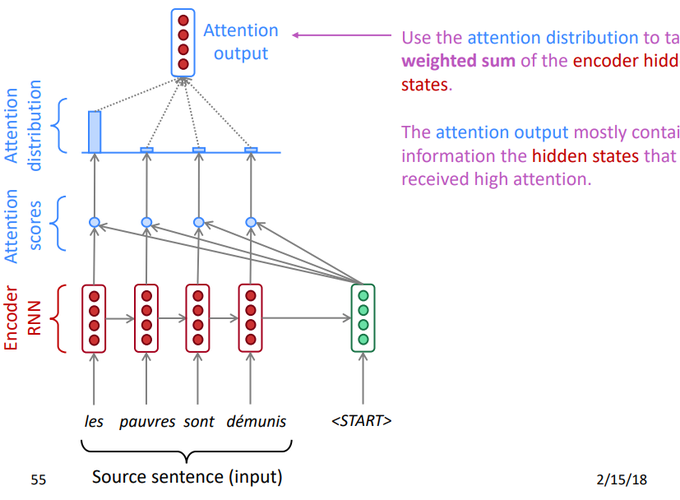 Attention
output
Use the attention distribution to ta
weighted sum of the encoder hidd
states.
The attention output mostly contai
information the hidden states that
received high attention.
Attention
distribution
Attention
scores
Encoder
RNN
les pauvres sont démunis <START>
Source sentence (input)
55
2/15/18